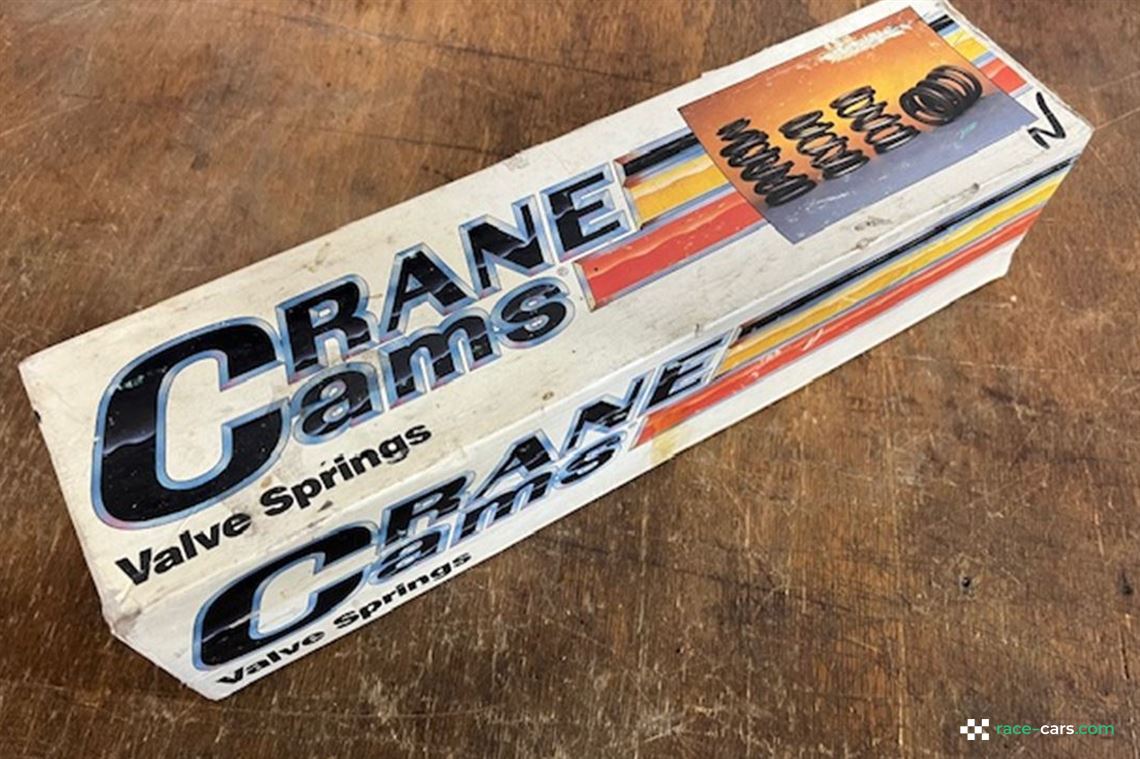 CRANE
Cams®
Valve Springs
N
CRANE
Cams
Valve Springs
race-cars.com